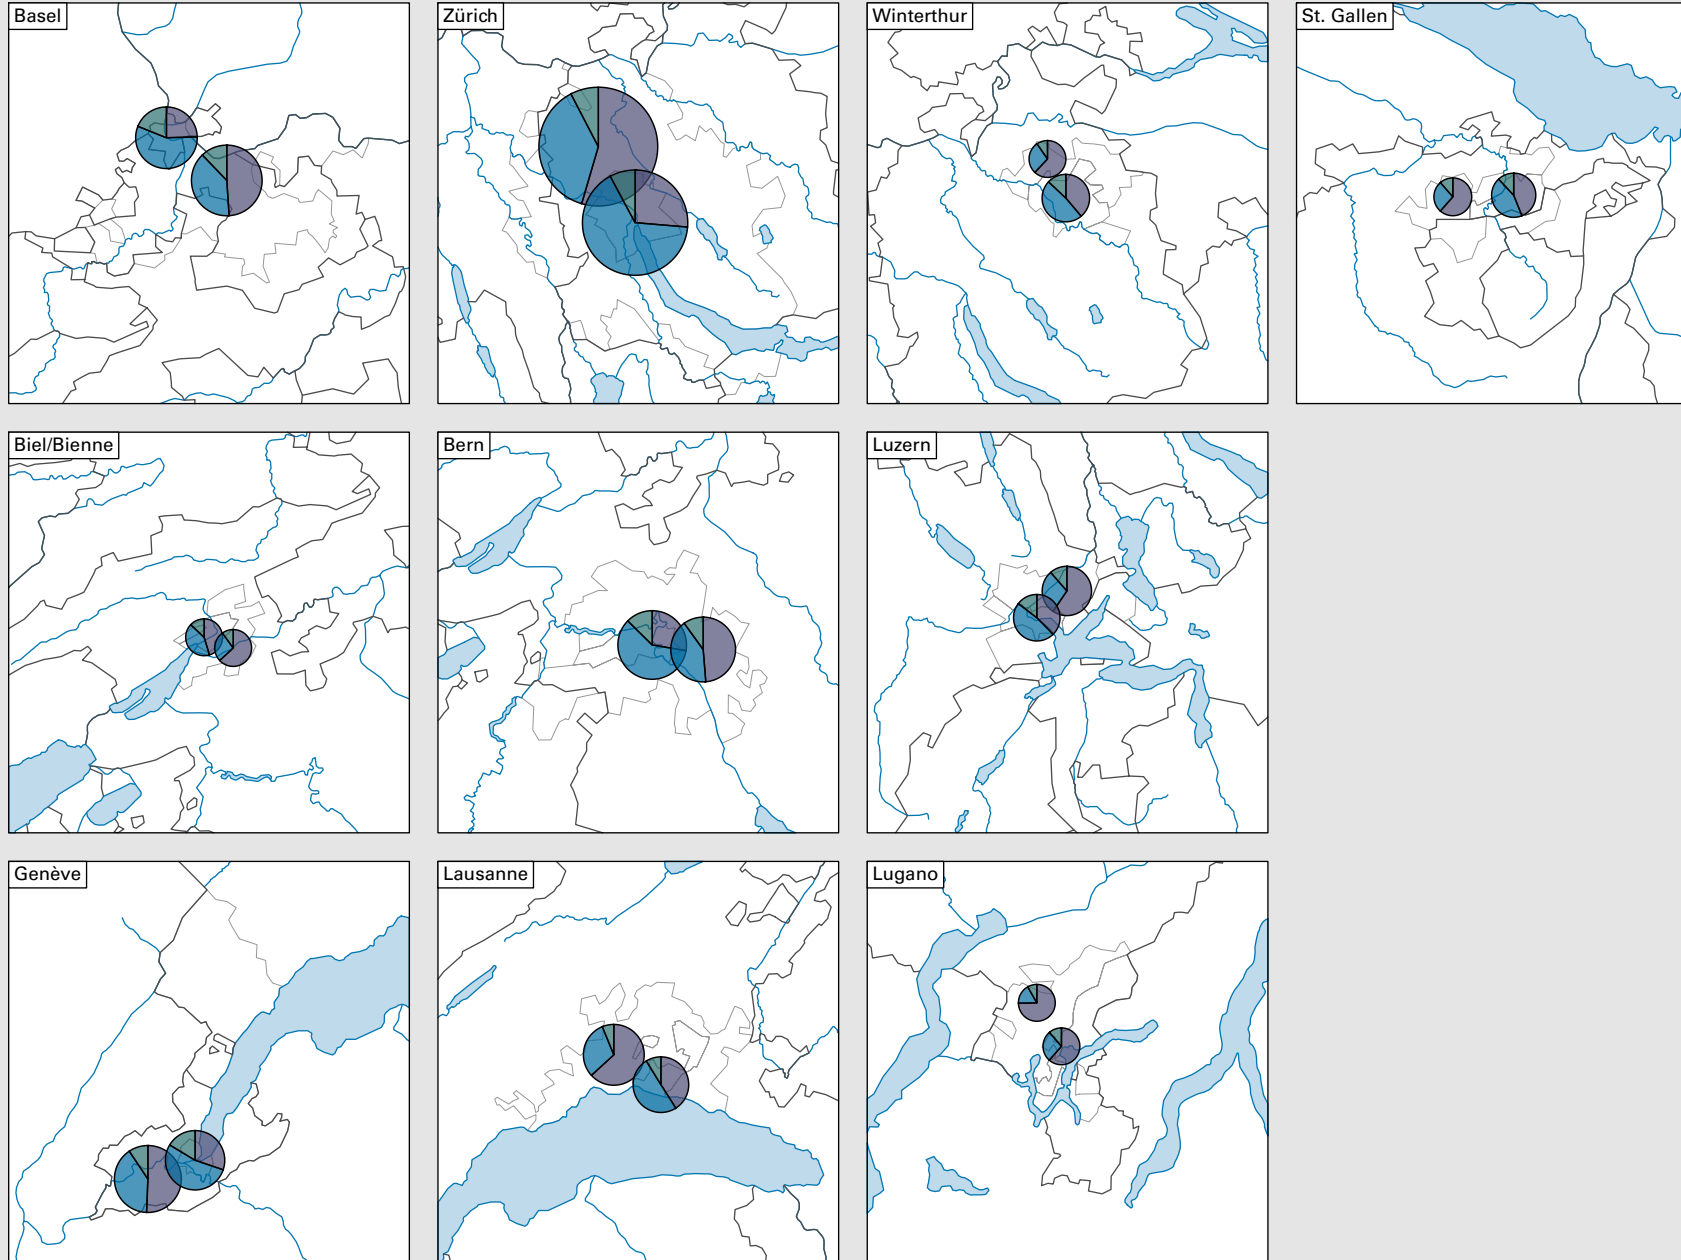 Basel
Zürich
Winterthur
St. Gallen
Biel/Bienne
Bern
Luzern
Genève
Lausanne
Lugano